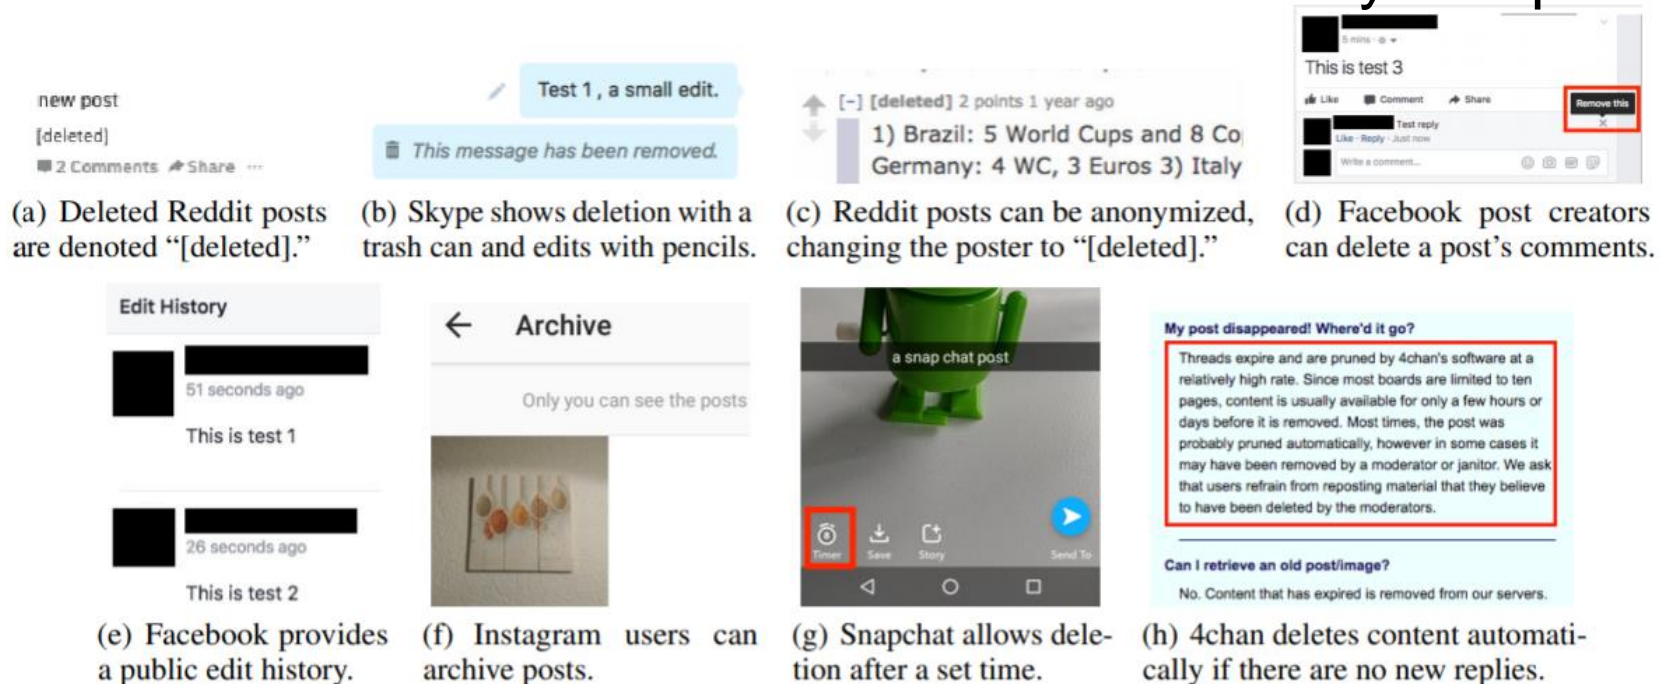 new post
[deleted]
2 Comments Share ...
(a) Deleted Reddit posts
are denoted “[deleted].”
Test 1 , a small edit.
This message has been removed.
(b) Skype shows deletion with a
trash can and edits with pencils.
[-] [deleted] 2 points 1 year ago
1) Brazil: 5 World Cups and 8 Co
Germany: 4 WC, 3 Euros 3) Italy
(c) Reddit posts can be anonymized,
changing the poster to “[deleted].”
5 mins
This is test 3
Like Comment Share
Remove this
Test reply
Like · Reply · Just now
Write a comment...
(d) Facebook post creators
can delete a post’s comments.
Edit History
51 seconds ago
This is test 1
26 seconds ago
This is test 2
(e) Facebook provides
a public edit history.
Archive
Only you can see the posts
(f) Instagram users can
archive posts.
a snap chat post
Timer Save Story Send To
(g) Snapchat allows dele-
tion after a set time.
My post disappeared! Where'd it go?
Threads expire and are pruned by 4chan's software at a
relatively high rate. Since most boards are limited to ten
pages, content is usually available for only a few hours or
days before it is removed. Most times, the post was
probably pruned automatically, however in some cases it
may have been removed by a moderator or janitor. We ask
that users refrain from reposting material that they believe
to have been deleted by the moderators.
Can I retrieve an old post/image?
No. Content that has expired is removed from our servers.
(h) 4chan deletes content automati-
cally if there are no new replies.